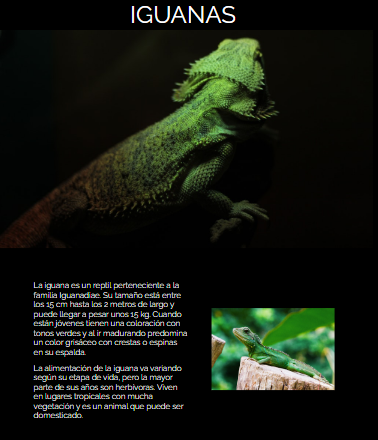 IGUANAS
La iguana es un reptil perteneciente a la
familia Iguanadiae. Su tamaño está entre
los 15 cm hasta los 2 metros de largo y
puede llegar a pesar unos 15 kg. Cuando
están jóvenes tienen una coloración con
tonos verdes y al ir madurando predomina
un color grisáceo con crestas o espinas
en su espalda.
La alimentación de la iguana va variando
según su etapa de vida, pero la mayor
parte de sus años son herbívoras. Viven
en lugares tropicales con mucha
vegetación y es un animal que puede ser
domesticado.